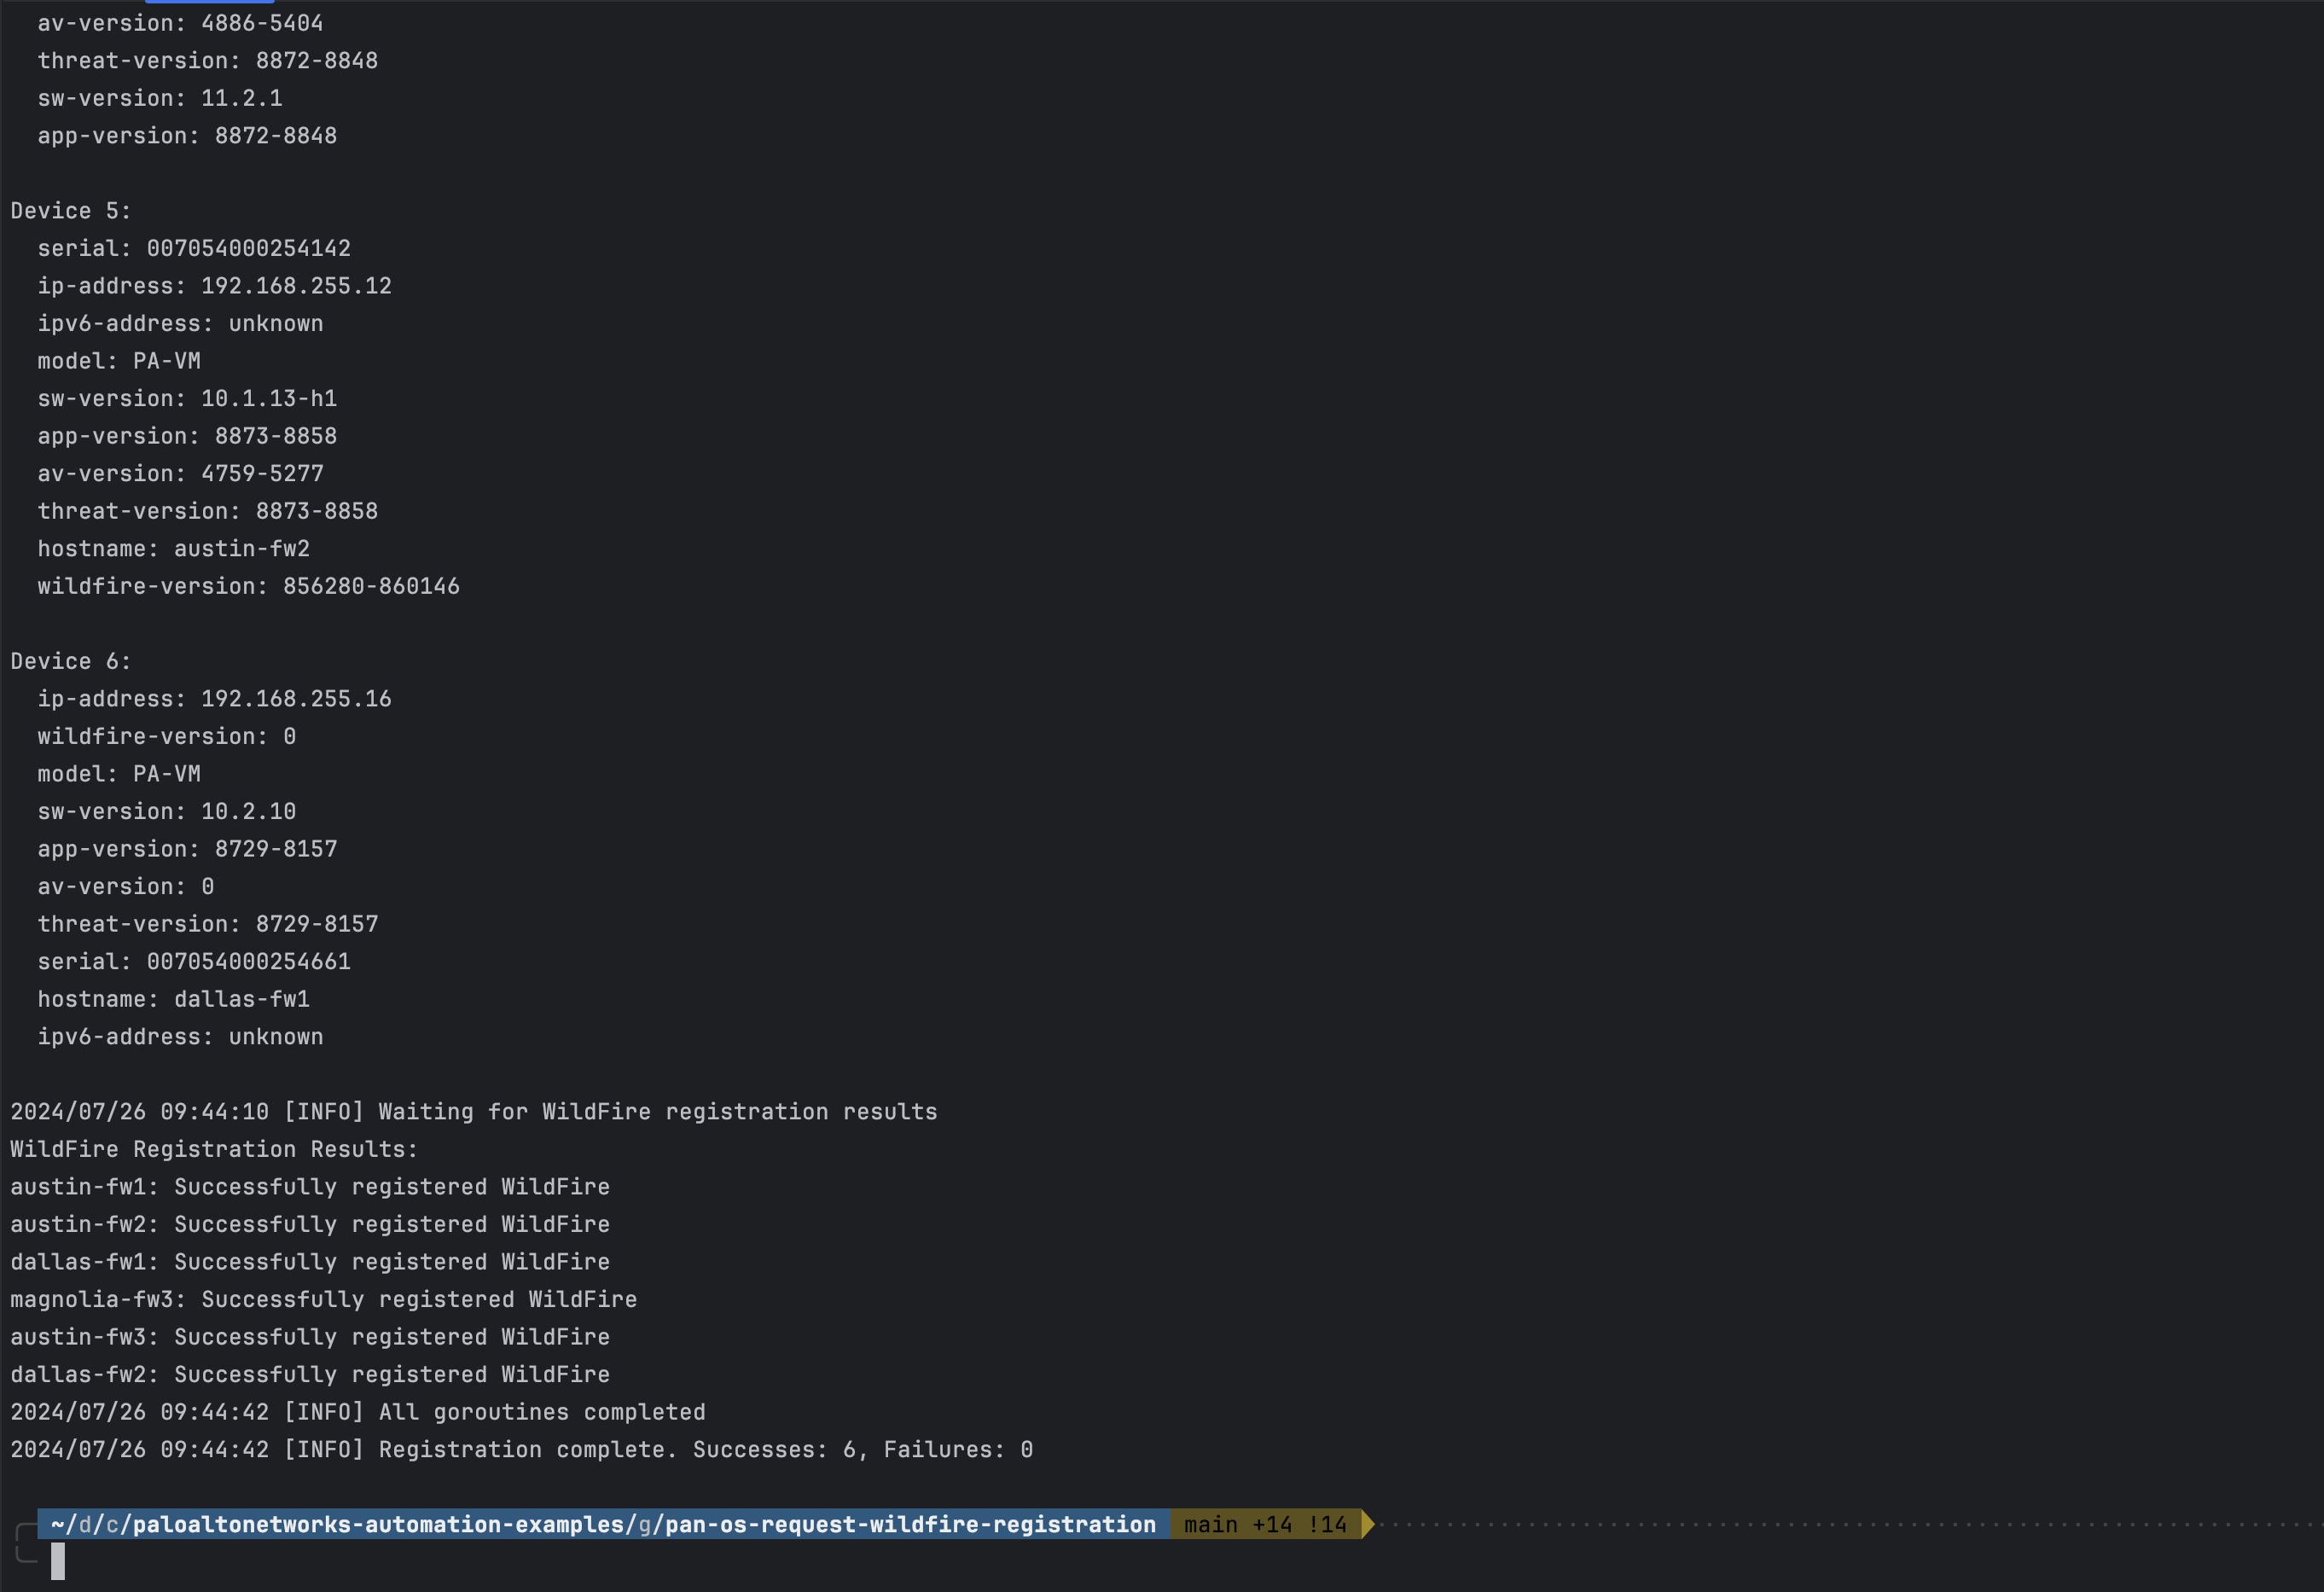 av-version: 4886-5404
threat-version: 8872-8848
sw-version: 11.2.1
app-version: 8872-8848
Device 5:
serial: 007054000254142
ip-address: 192.168.255.12
ipv6-address: unknown
model: PA-VM
sw-version: 10.1.13-h1
app-version: 8873-8858
av-version: 4759-5277
threat-version: 8873-8858
hostname: austin-fw2
wildfire-version: 856280-860146
Device 6:
ip-address: 192.168.255.16
wildfire-version: 0
model: PA-VM
sw-version: 10.2.10
app-version: 8729-8157
av-version: 0
threat-version: 8729-8157
serial: 007054000254661
hostname: dallas-fw1
ipv6-address: unknown
2024/07/26 09:44:10 [INFO] Waiting for WildFire registration results
WildFire Registration Results:
austin-fw1: Successfully registered WildFire
austin-fw2: Successfully registered WildFire
dallas-fw1: Successfully registered WildFire
magnolia-fw3: Successfully registered WildFire
austin-fw3: Successfully registered WildFire
dallas-fw2: Successfully registered WildFire
2024/07/26 09:44:42 [INFO] All goroutines completed
2024/07/26 09:44:42 [INFO] Registration complete. Successes: 6, Failures: 0
~/d/c/paloaltonetworks-automation-examples/g/pan-os-request-wildfire-registration main +14 !14